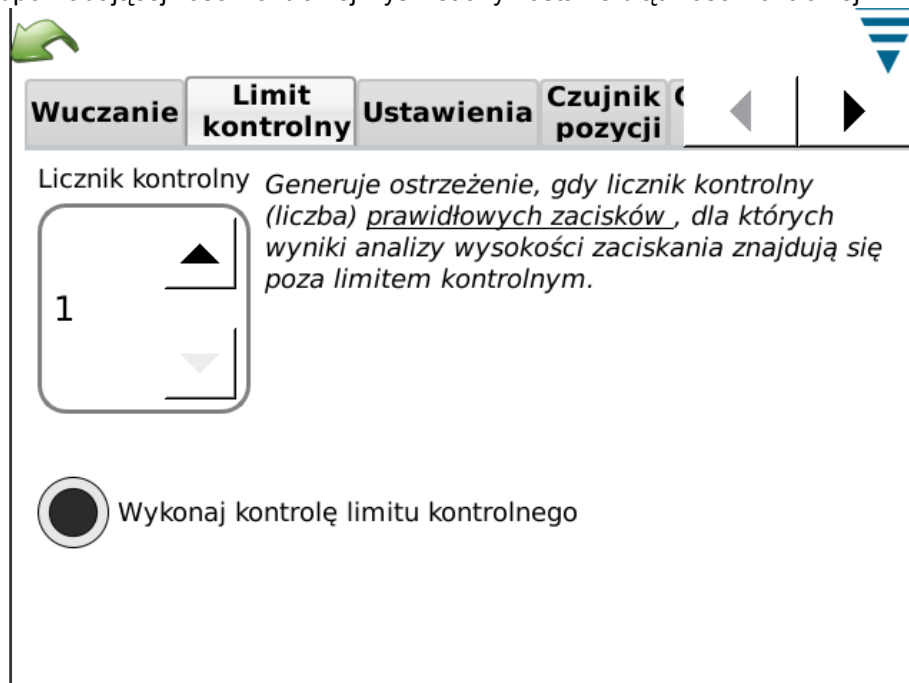 Wuczanie
Limit kontrolny
Ustawienia
Czujnik pozycji
Licznik kontrolny
Generuje ostrzeżenie, gdy licznik kontrolny
(liczba) prawidłowych zacisków , dla których
wyniki analizy wysokości zaciskania znajdują się
poza limitem kontrolnym.
1
Wykonaj kontrolę limitu kontrolnego